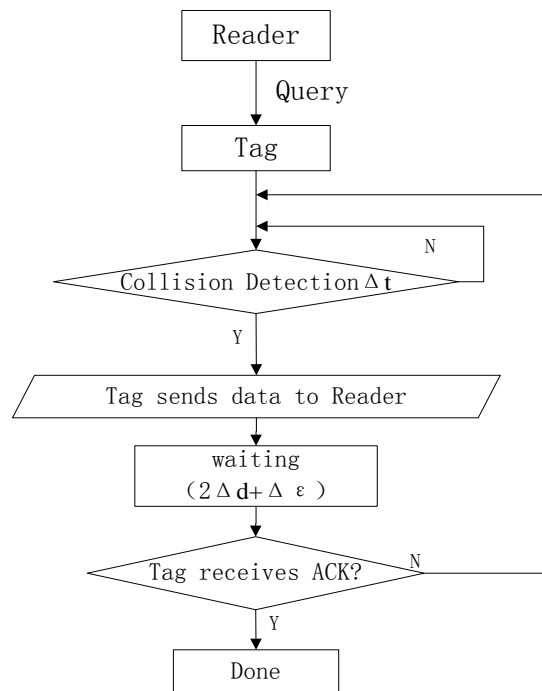 Reader
Query
Tag
N
Collision Detection Δt
Y
Tag sends data to Reader
waiting
(2Δd+Δε)
Tag receives ACK?
N
Y
Done